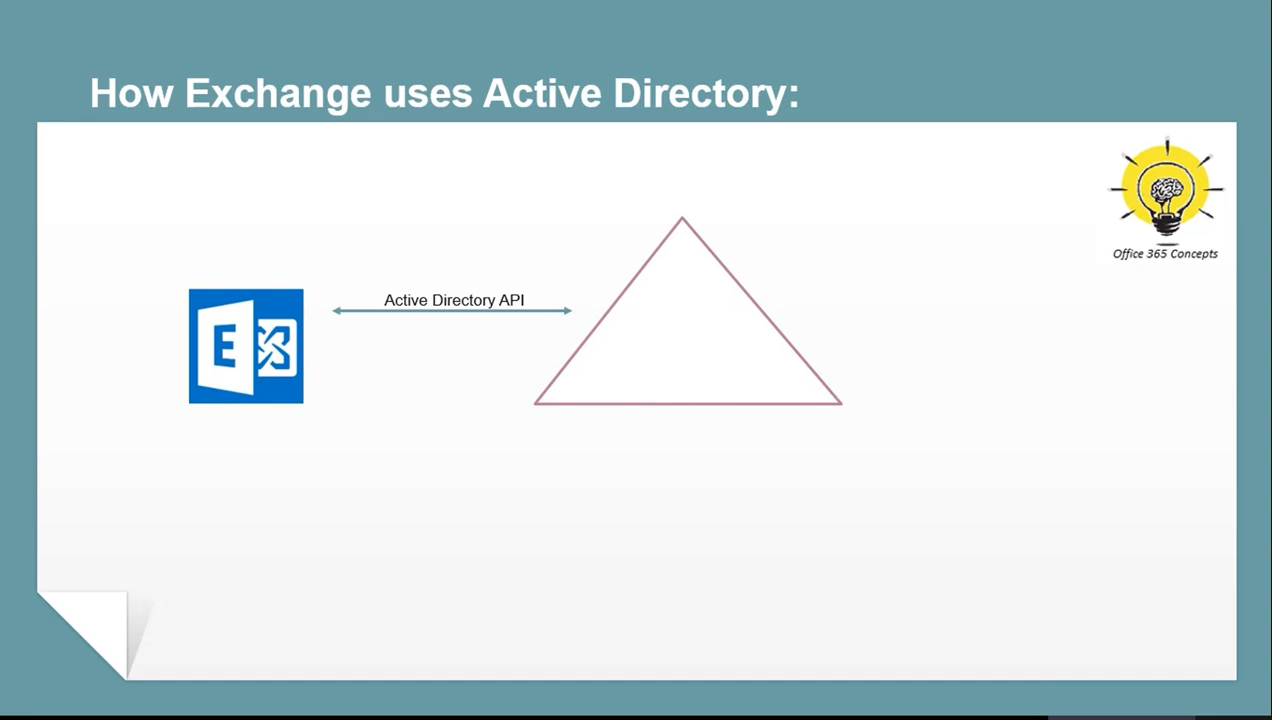 How Exchange uses Active Directory:
Office 365 Concepts
Active Directory API
E